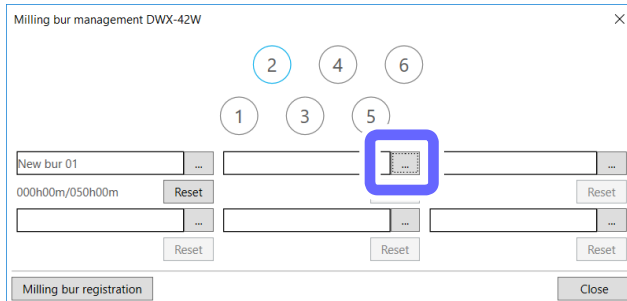 Milling bur management DWX-42W
2 4 6
1 3 5
New bur 01 ... ... ...
000h00m/050h00m Reset Reset
... ... ...
Reset Reset Reset
Milling bur registration Close